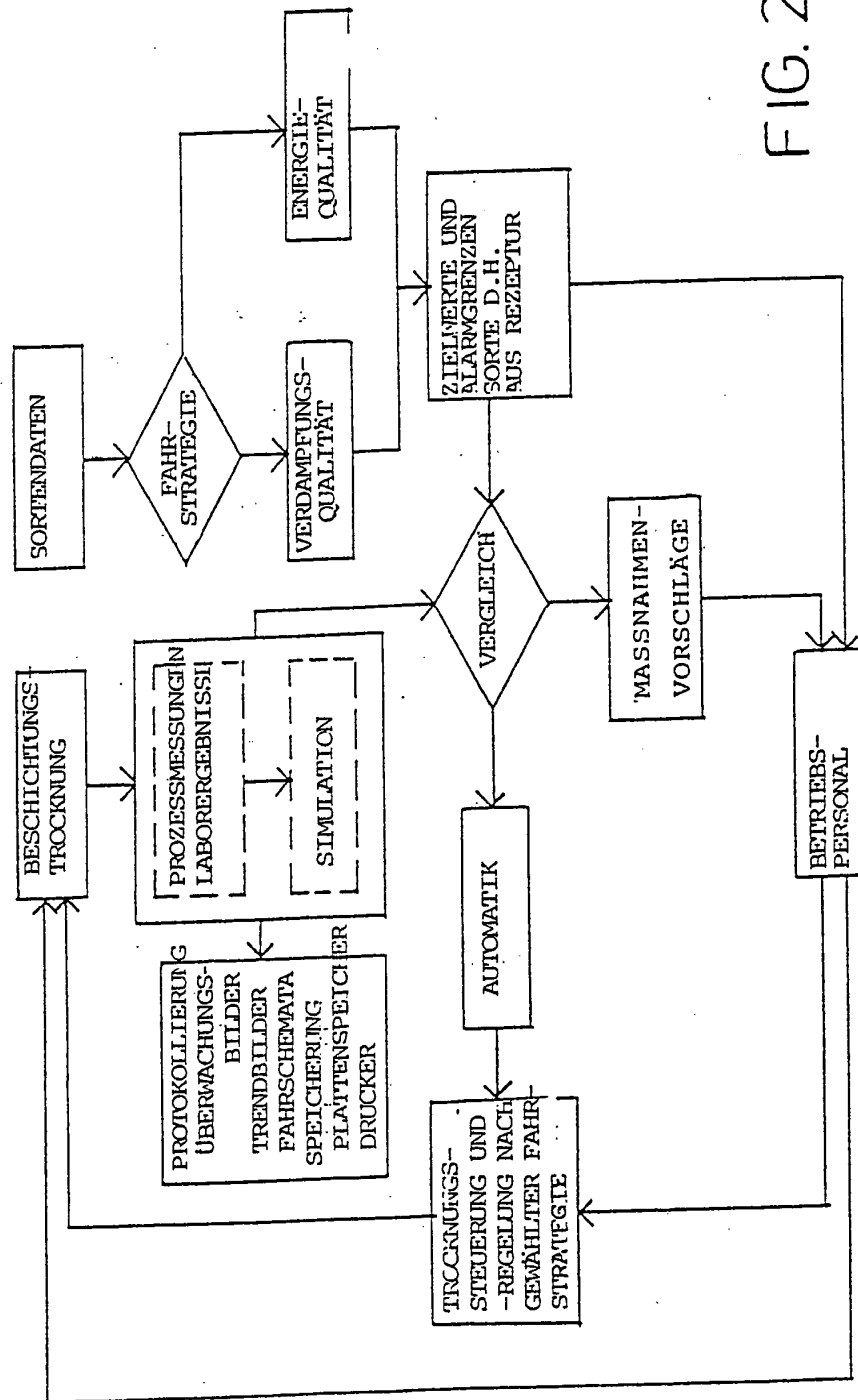 SORTENDATEN
FAHR-
STRATEGIE
VERDAMPFUNGS-
QUALITÄT
ENERGIE-
QUALITÄT
BESCHICHTUNGS-
TROCKNUNG
PROZESSMESSUNGEN
LABORERGEBNISSE
SIMULATION
PROTOKOLLIERUNG
ÜBERWACHUNGS-
BILDER
TRENDBILDER
FAHRSCHEMATA
SPEICHERUNG
PLATTENSPEICHER
DRUCKER
ZIELWERTE UND
ALARMGRENZEN
SORTE D.H.
AUS REZEPTUR
VERGLEICH
AUTOMATIK
TROCKNUNGS-
STEUERUNG UND
-REGELUNG NACH
GEWÄHLTER FAHR-
STRATEGIE
MASSNAHMEN-
VORSCHLÄGE
BETRIEBS-
PERSONAL
FIG. 2